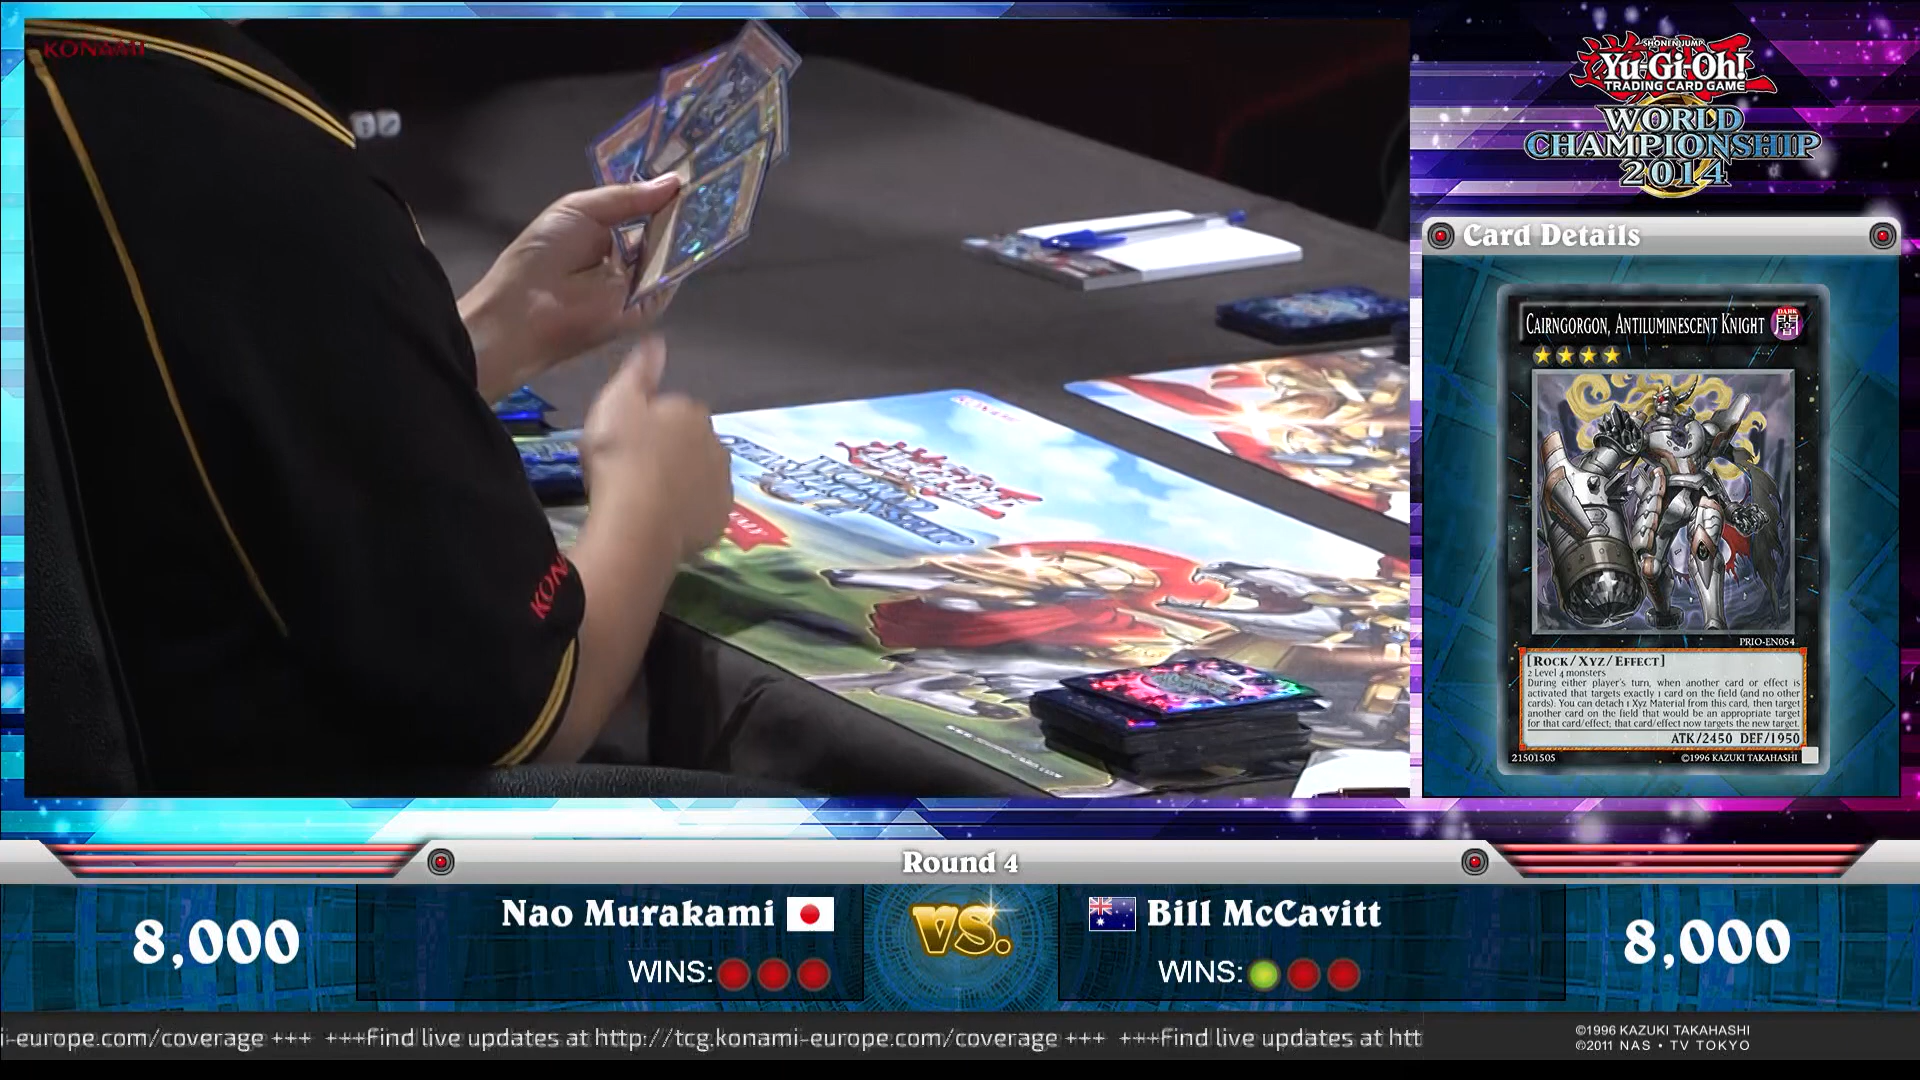 KONAMI
SHONEN JUMP
Yu-Gi-Oh!
TRADING CARD GAME
WORLD
CHAMPIONSHIP
2014
Card Details
CAIRNGORGON, ANTILUMINESCENT KNIGHT
DARK
闇
PRIO-EN054
[ROCK/XYZ/EFFECT]
2 Level 4 monsters
During either player's turn, when another card or effect is
activated that targets exactly 1 card on the field (and no other
cards): You can detach 1 Xyz Material from this card, then target
another card on the field that would be an appropriate target
for that card/effect; that card/effect now targets the new target.
ATK/2450 DEF/1950
21501505 ©1996 KAZUKI TAKAHASHI
KON
Round 4
8,000
Nao Murakami
WINS:
VS.
Bill McCavitt
WINS:
8,000
i-europe.com/coverage +++ +++Find live updates at http://tcg.konami-europe.com/coverage +++ +++Find live updates at htt
©1996 KAZUKI TAKAHASHI
©2011 NAS • TV TOKYO